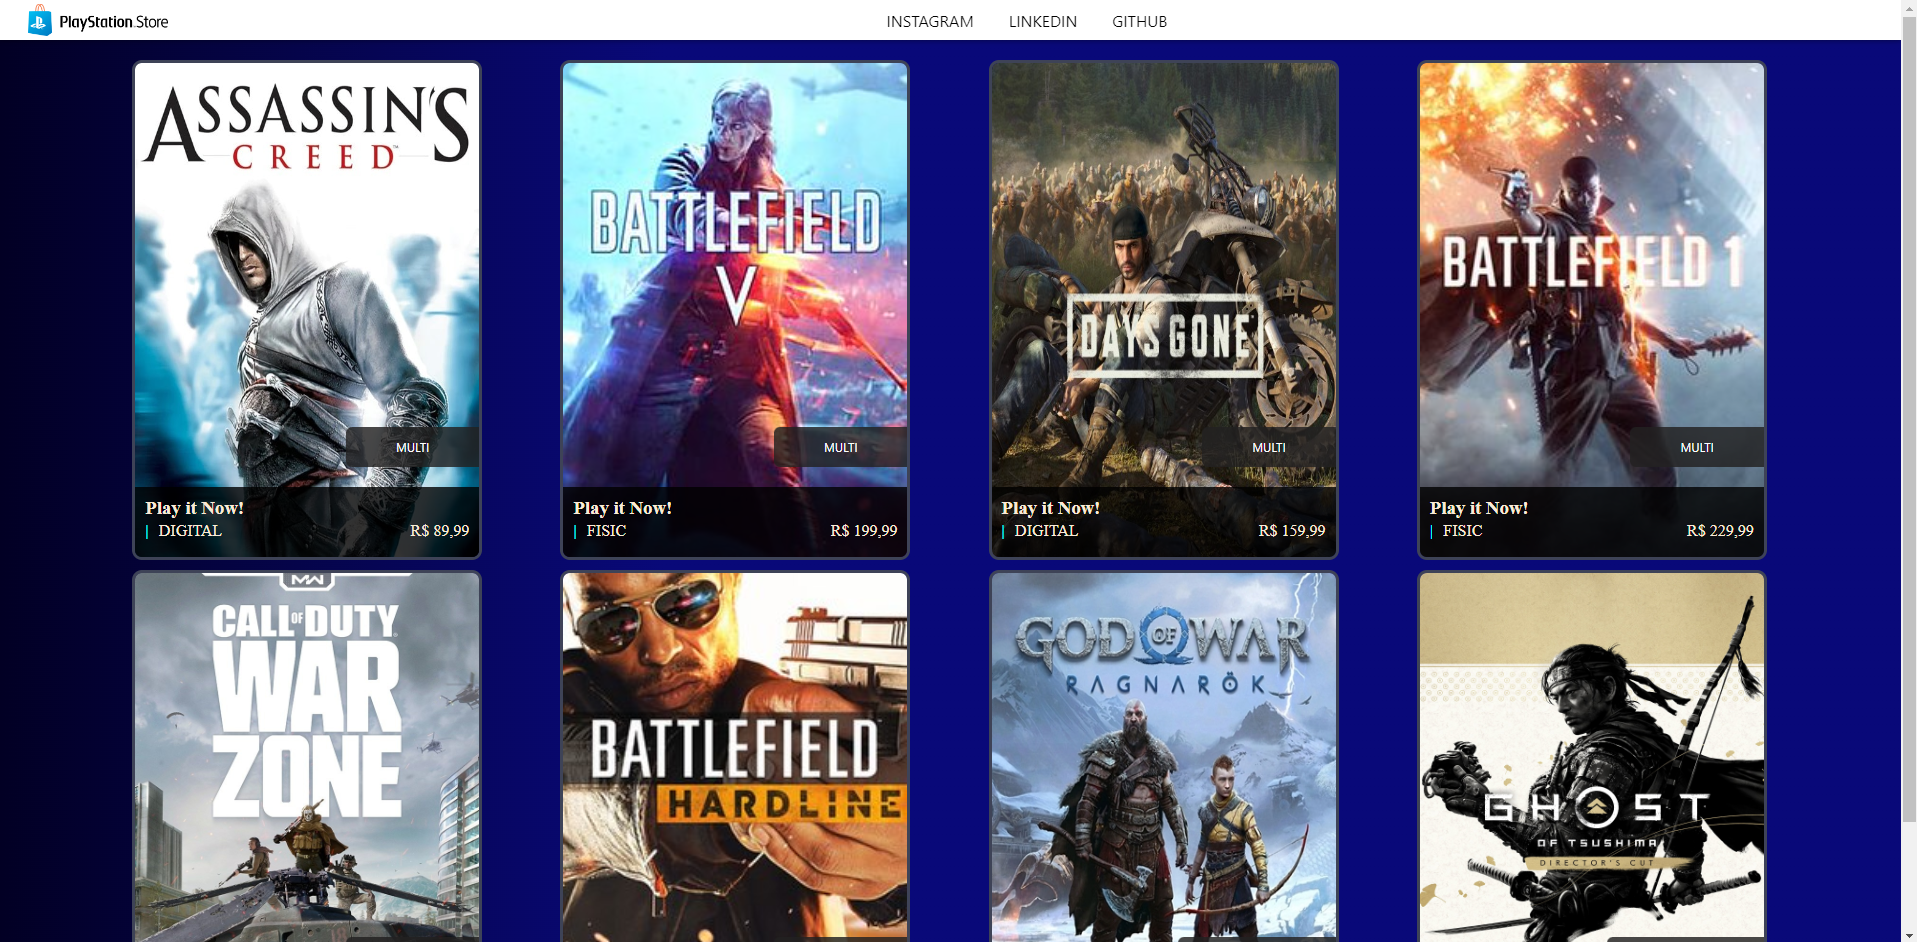 PlayStation.Store
INSTAGRAM LINKEDIN GITHUB
ASSASSIN'S
CREED
MULTI
Play it Now!
| DIGITAL R$ 89,99
BATTLEFIELD
V
MULTI
Play it Now!
| FISIC R$ 199,99
DAYS GONE
MULTI
Play it Now!
| DIGITAL R$ 159,99
BATTLEFIELD 1
MULTI
Play it Now!
| FISIC R$ 229,99
MW
CALL OF DUTY
WAR
ZONE
BATTLEFIELD
HARDLINE
GOD OF WAR
RAGNARÖK
GHOST
OF TSUSHIMA
DIRECTOR'S CUT